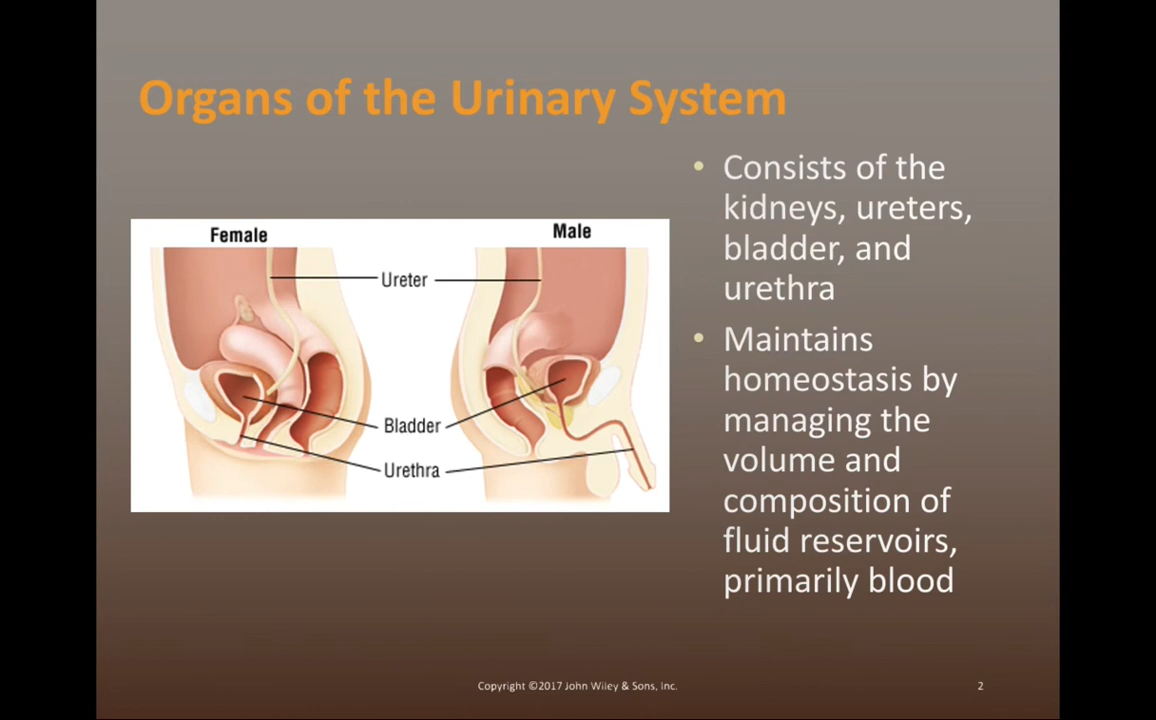 Organs of the Urinary System
Female
Male
Ureter
Bladder
Urethra
• Consists of the
kidneys, ureters,
bladder, and
urethra
• Maintains
homeostasis by
managing the
volume and
composition of
fluid reservoirs,
primarily blood
Copyright ©2017 John Wiley & Sons, Inc.
2